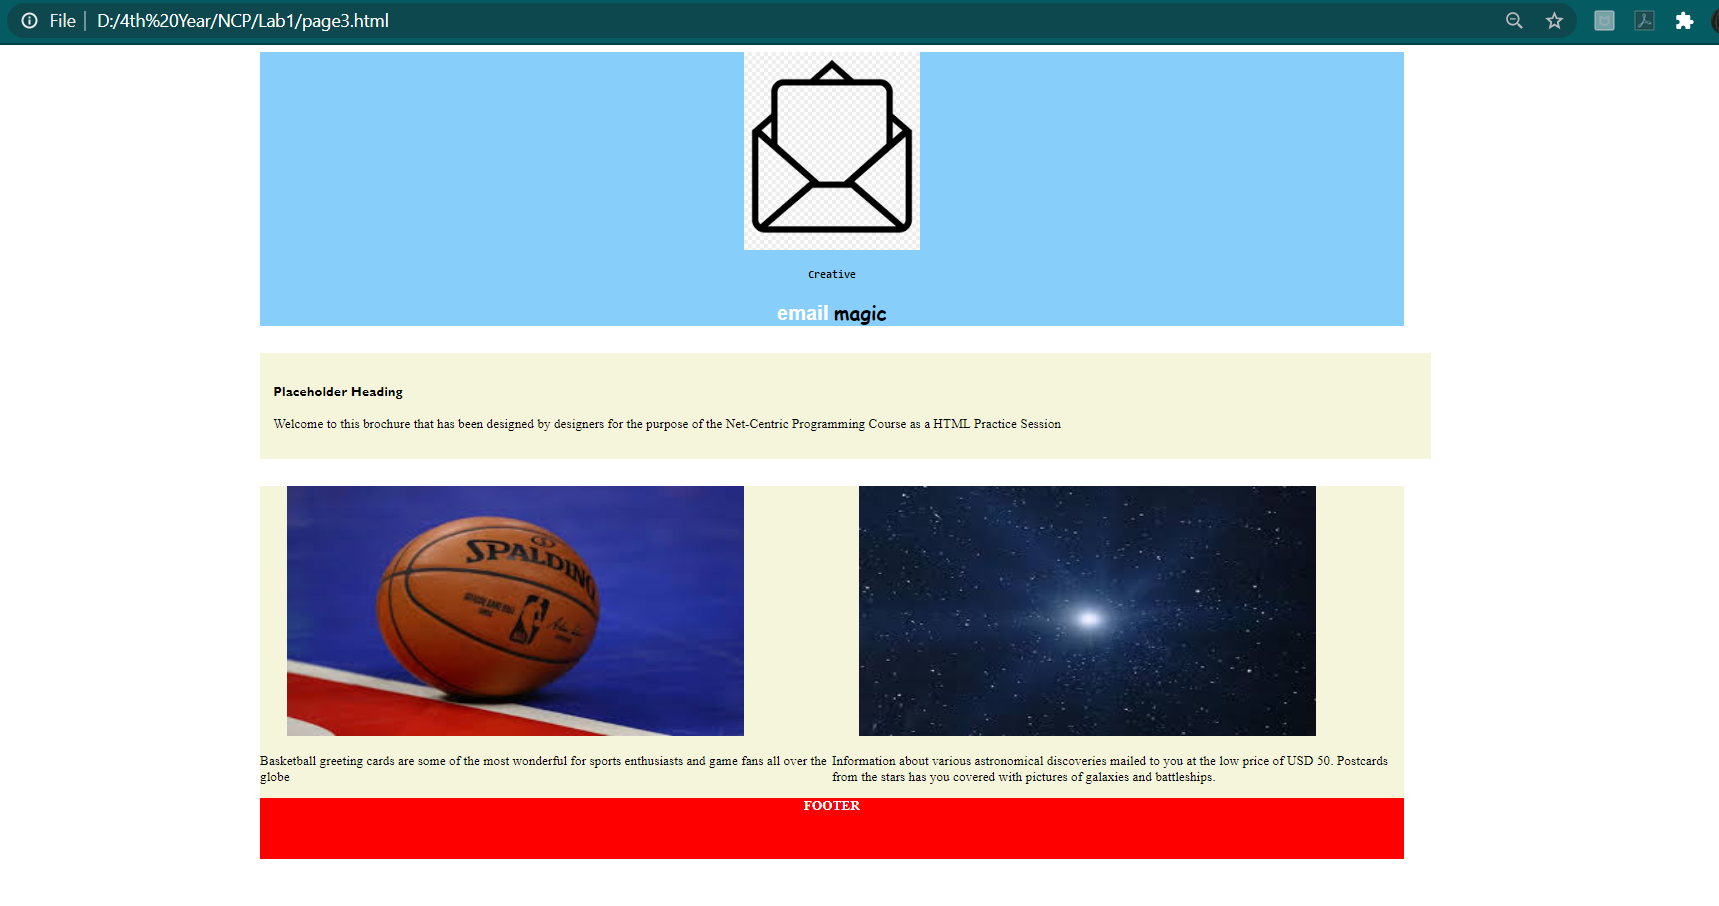 File
D:/4th%20Year/NCP/Lab1/page3.html
Creative
email magic
Placeholder Heading
Welcome to this brochure that has been designed by designers for the purpose of the Net-Centric Programming Course as a HTML Practice Session
SPALDING
Basketball greeting cards are some of the most wonderful for sports enthusiasts and game fans all over the
globe
Information about various astronomical discoveries mailed to you at the low price of USD 50. Postcards
from the stars has you covered with pictures of galaxies and battleships.
FOOTER